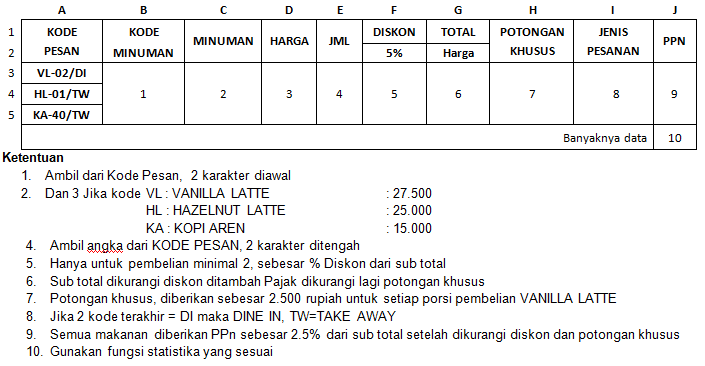 A B C D E F G H I J
1 KODE KODE MINUMAN HARGA JML DISKON TOTAL POTONGAN JENIS PPN
2 PESAN MINUMAN 5% Harga KHUSUS PESANAN
3 VL-02/DI
4 HL-01/TW 1 2 3 4 5 6 7 8 9
5 KA-40/TW
Banyaknya data 10
Ketentuan
1. Ambil dari Kode Pesan, 2 karakter diawal
2. Dan 3 Jika kode VL : VANILLA LATTE : 27.500
HL : HAZELNUT LATTE : 25.000
KA : KOPI AREN : 15.000
4. Ambil angka dari KODE PESAN, 2 karakter ditengah
5. Hanya untuk pembelian minimal 2, sebesar % Diskon dari sub total
6. Sub total dikurangi diskon ditambah Pajak dikurangi lagi potongan khusus
7. Potongan khusus, diberikan sebesar 2.500 rupiah untuk setiap porsi pembelian VANILLA LATTE
8. Jika 2 kode terakhir = DI maka DINE IN, TW=TAKE AWAY
9. Semua makanan diberikan PPn sebesar 2.5% dari sub total setelah dikurangi diskon dan potongan khusus
10. Gunakan fungsi statistika yang sesuai